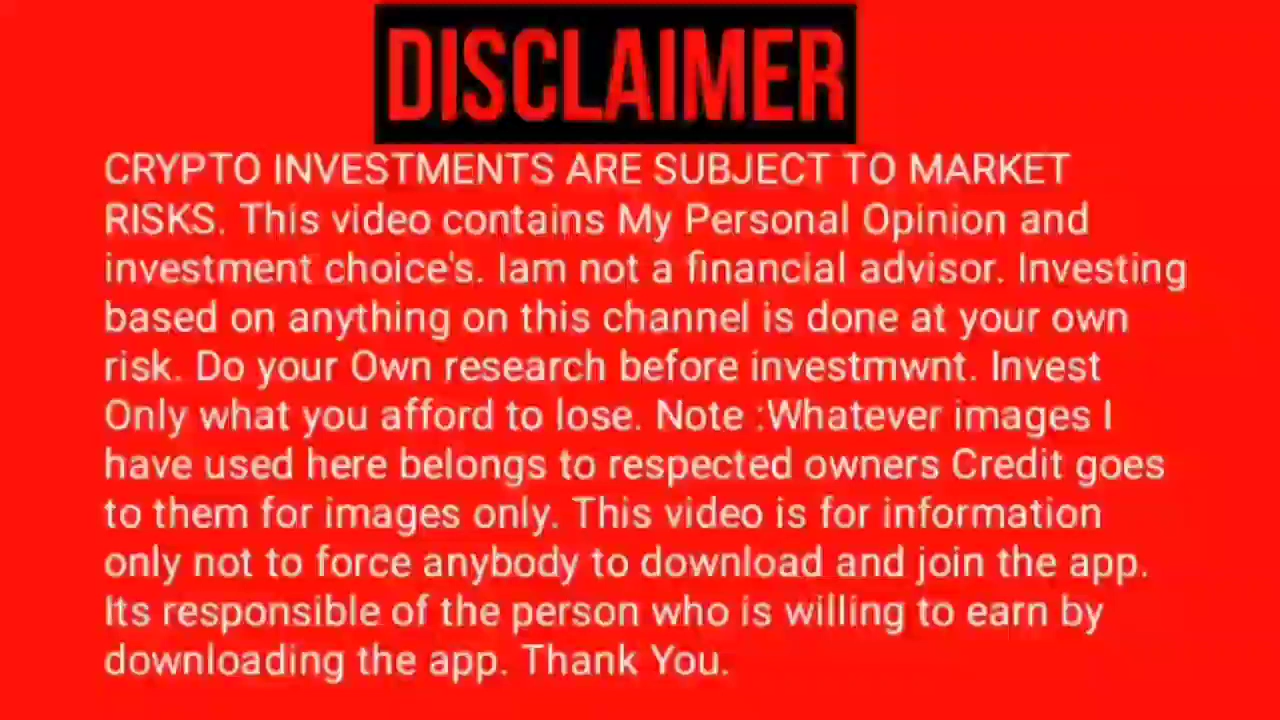 DISCLAIMER
CRYPTO INVESTMENTS ARE SUBJECT TO MARKET
RISKS. This video contains My Personal Opinion and
investment choice's. Iam not a financial advisor. Investing
based on anything on this channel is done at your own
risk. Do your Own research before investmwnt. Invest
Only what you afford to lose. Note :Whatever images I
have used here belongs to respected owners Credit goes
to them for images only. This video is for information
only not to force anybody to download and join the app.
Its responsible of the person who is willing to earn by
downloading the app. Thank You.